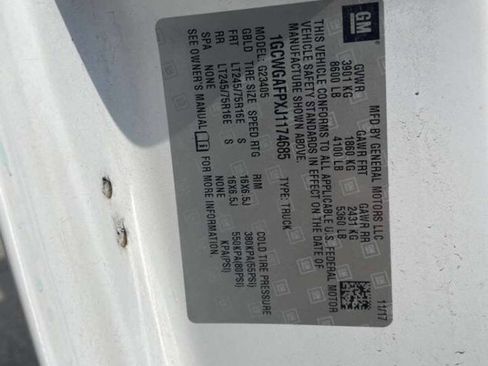 GM
MFD BY GENERAL MOTORS LLC 11/17
GVWR GAWR FRT GAWR RR
3901 KG 1860 KG 2431 KG
8600 LB 4100 LB 5360 LB
THIS VEHICLE CONFORMS TO ALL APPLICABLE U.S. FEDERAL MOTOR
VEHICLE SAFETY STANDARDS IN EFFECT ON THE DATE OF
MANUFACTURE SHOWN ABOVE.
1GCWGAFPXJ1174685 TYPE: TRUCK
MODEL: G23405
GBLD TIRE SIZE SPEED RTG RIM COLD TIRE PRESSURE
KPA(PSI)
FRT LT245/75R16E S 16X6.5J 380KPA(55PSI)
RR LT245/75R16E S 16X6.5J 550KPA(80PSI)
SPA NONE NONE
SEE OWNER'S MANUAL FOR MORE INFORMATION.